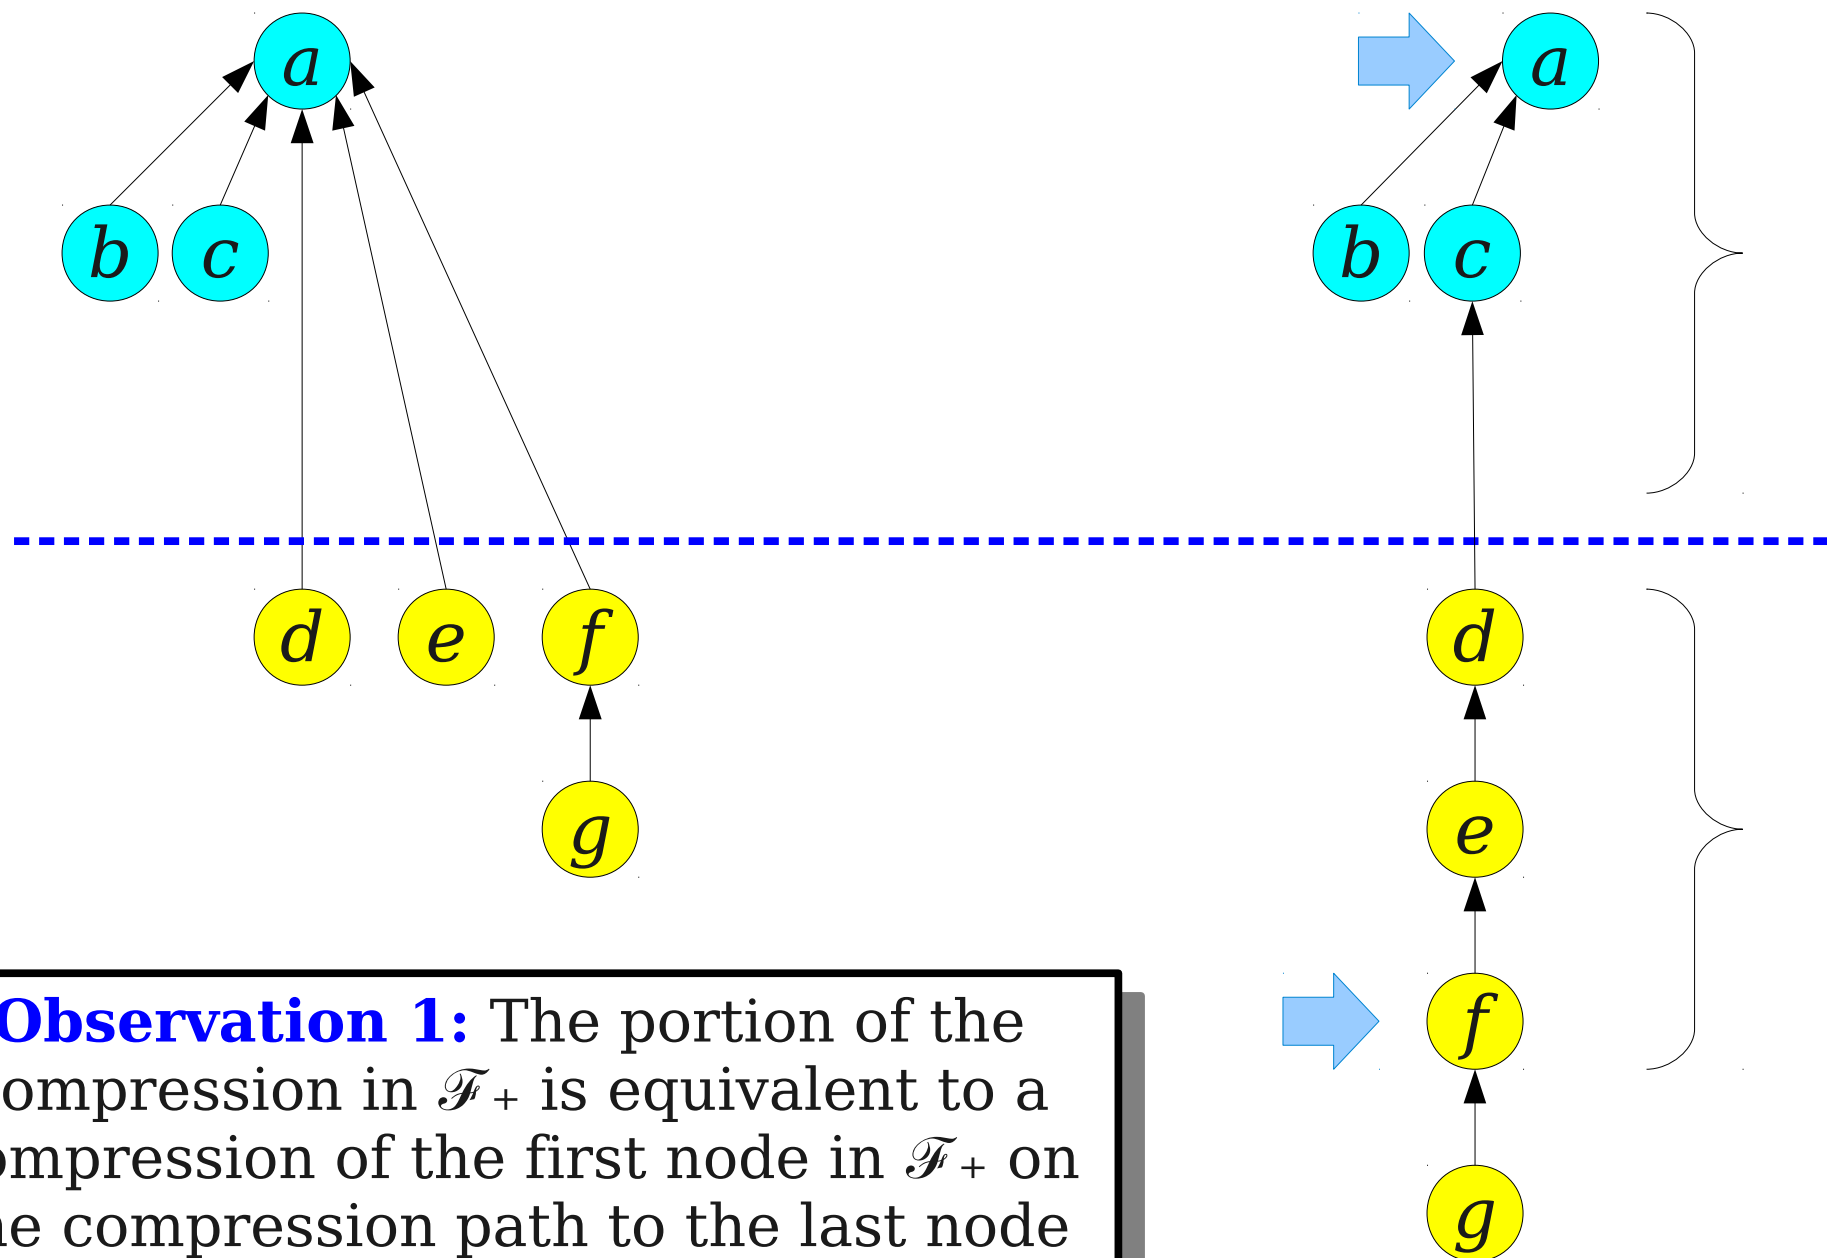 a
a
b c
b c
d e f
d
g
e
f
Observation 1: The portion of the
ompression in ℱ₊ is equivalent to a
ompression of the first node in ℱ₊ on
e compression path to the last node
g